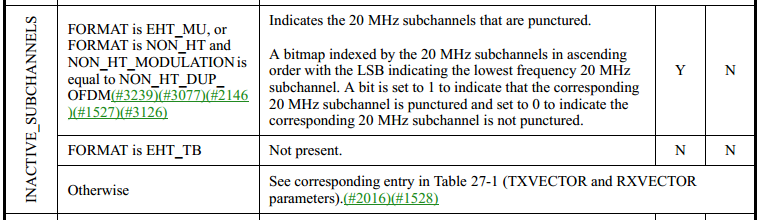 INACTIVE_SUBCHANNELS
FORMAT is EHT_MU, or
FORMAT is NON_HT and
NON_HT_MODULATION is
equal to NON_HT_DUP_
OFDM(#3239)(#3077)(#2146
)(#1527)(#3126)
Indicates the 20 MHz subchannels that are punctured.
A bitmap indexed by the 20 MHz subchannels in ascending
order with the LSB indicating the lowest frequency 20 MHz
subchannel. A bit is set to 1 to indicate that the corresponding
20 MHz subchannel is punctured and set to 0 to indicate the
corresponding 20 MHz subchannel is not punctured.
Y
N
FORMAT is EHT_TB
Not present.
N
N
Otherwise
See corresponding entry in Table 27-1 (TXVECTOR and RXVECTOR
parameters).(#2016)(#1528)